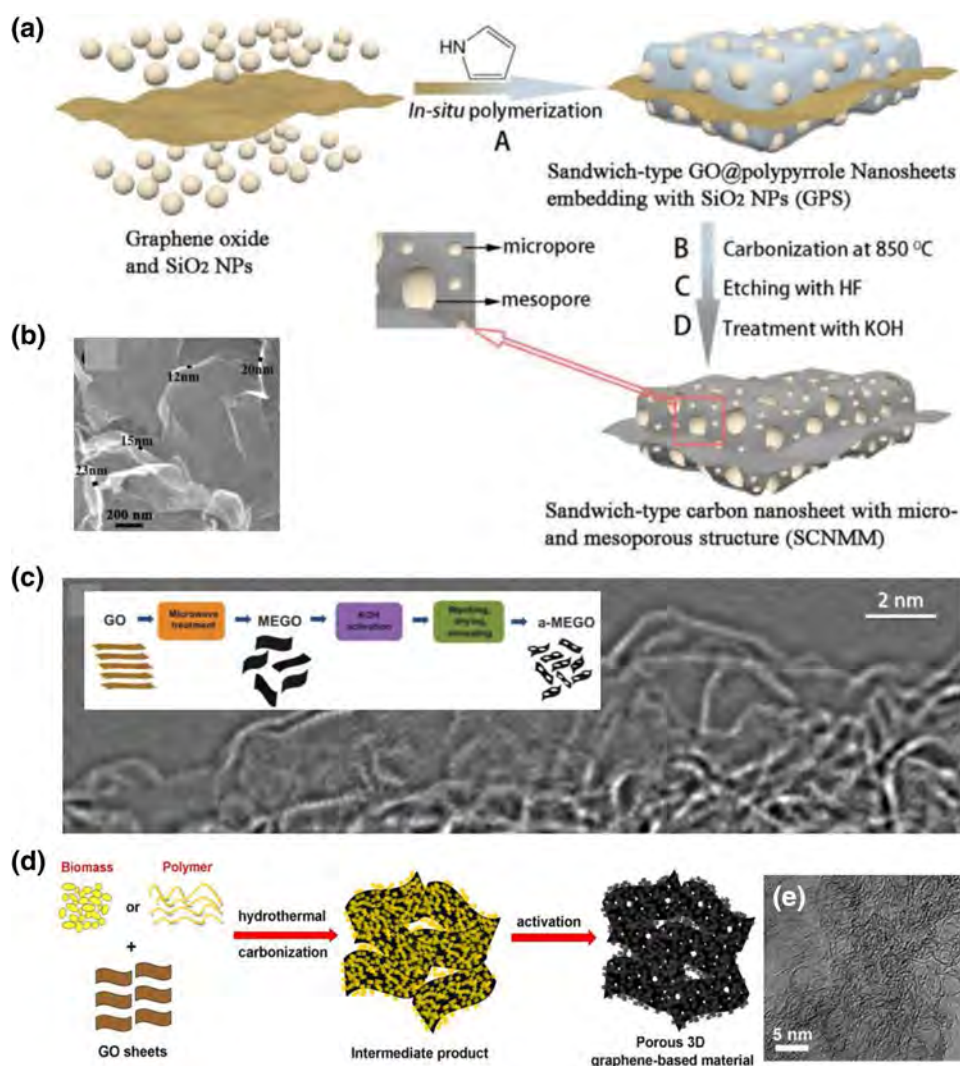 (a)
HN
In-situ polymerization
A
Graphene oxide
and SiO2 NPs
Sandwich-type GO@polypyrrole Nanosheets
embedding with SiO2 NPs (GPS)
micropore
mesopore
B Carbonization at 850 °C
C Etching with HF
D Treatment with KOH
Sandwich-type carbon nanosheet with micro-
and mesoporous structure (SCNMM)
(b)
12nm
20nm
15nm
23nm
200 nm
(c)
GO
Microwave
treatment
MEGO
KOH
activation
Washing,
drying,
annealing
a-MEGO
2 nm
(d)
Biomass
or
Polymer
+
GO sheets
hydrothermal
carbonization
Intermediate product
activation
Porous 3D
graphene-based material
(e)
5 nm